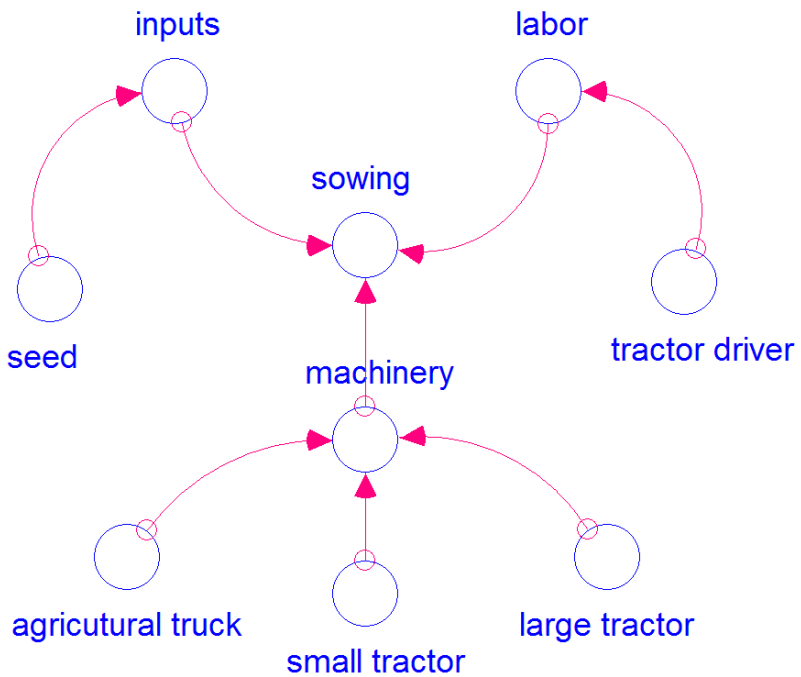 inputs
labor
sowing
seed
tractor driver
machinery
agricutural truck
small tractor
large tractor